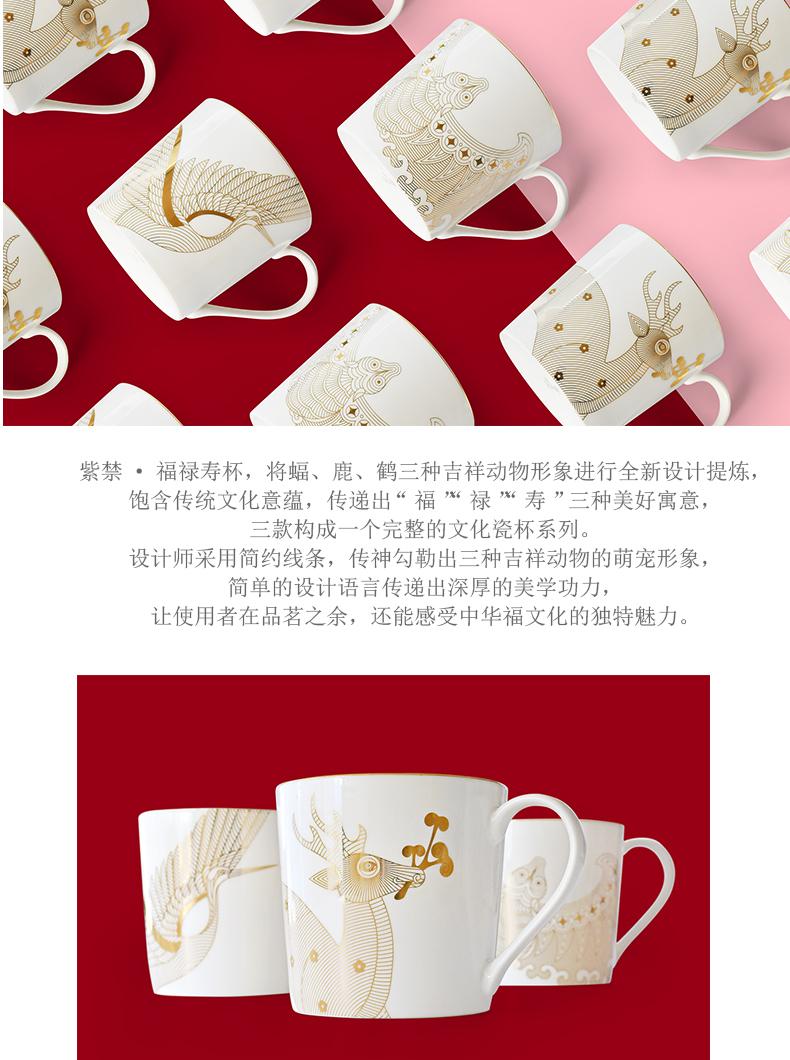 紫禁 • 福禄寿杯，将蝠、鹿、鹤三种吉祥动物形象进行全新设计提炼，
饱含传统文化意蕴，传递出“ 福 ”“ 禄 ”“ 寿 ”三种美好寓意，
三款构成一个完整的文化瓷杯系列。
设计师采用简约线条，传神勾勒出三种吉祥动物的萌宠形象，
简单的设计语言传递出深厚的美学功力，
让使用者在品茗之余，还能感受中华福文化的独特魅力。